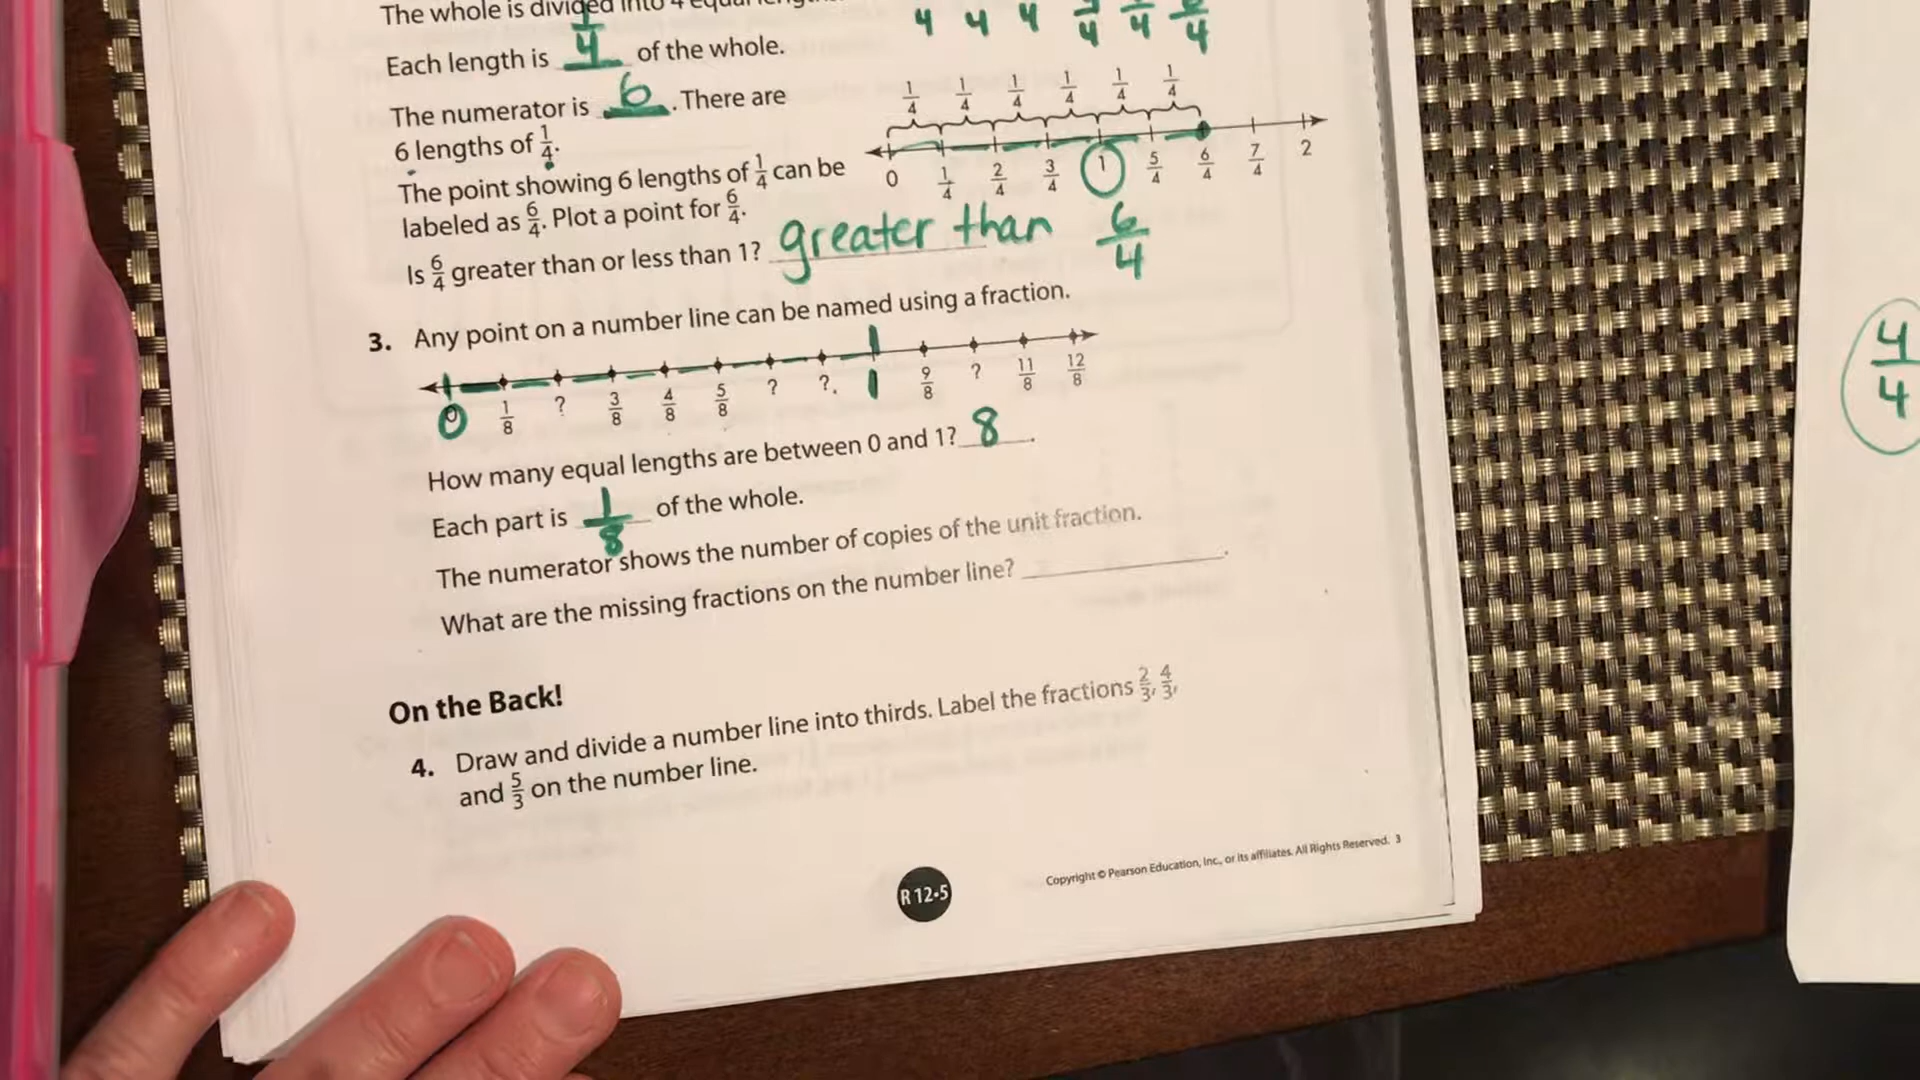 The whole is divided into 4 equal
Each length is 1/4 of the whole.
The numerator is 6. There are
6 lengths of 1/4.
The point showing 6 lengths of 1/4 can be
labeled as 6/4. Plot a point for 6/4.
Is 6/4 greater than or less than 1? greater than 6/4
4 4 4 4 4 4
1/4 1/4 1/4 1/4 1/4 1/4
0 1/4 2/4 3/4 1 5/4 6/4 7/4 2
3. Any point on a number line can be named using a fraction.
0 1/8 ? 3/8 4/8 5/8 ? ? 1 9/8 ? 11/8 12/8
How many equal lengths are between 0 and 1? 8.
Each part is 1/8 of the whole.
The numerator shows the number of copies of the unit fraction.
What are the missing fractions on the number line? ____.
On the Back!
4. Draw and divide a number line into thirds. Label the fractions 2/3, 4/3,
and 5/3 on the number line.
R 12•5
Copyright © Pearson Education, Inc., or its affiliates. All Rights Reserved. 3
4/4